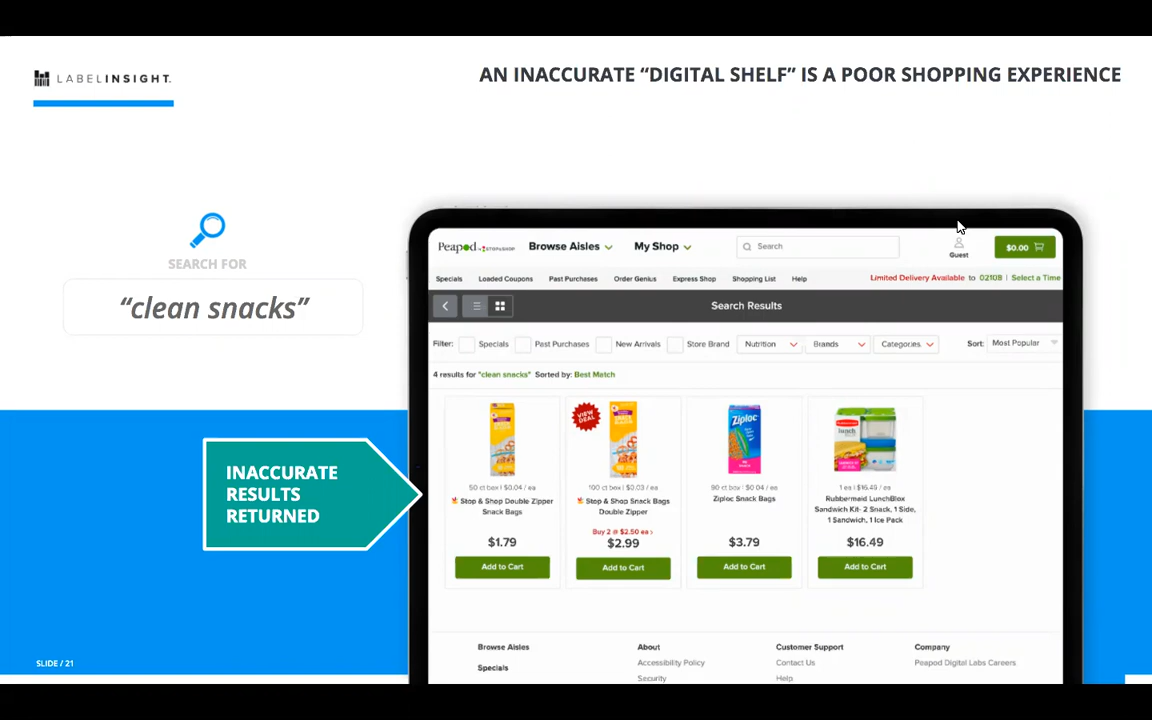 LABELINSIGHT.
AN INACCURATE “DIGITAL SHELF” IS A POOR SHOPPING EXPERIENCE
SEARCH FOR
“clean snacks”
INACCURATE
RESULTS
RETURNED
SLIDE / 21
Peapod by STOP&SHOP Browse Aisles My Shop Search Guest $0.00
Specials Loaded Coupons Past Purchases Order Genius Express Shop Shopping List Help Limited Delivery Available to 02108 | Select a Time
Search Results
Filter: Specials Past Purchases New Arrivals Store Brand Nutrition Brands Categories Sort: Most Popular
4 results for "clean snacks" Sorted by: Best Match
50 ct box | $0.04 / ea
Stop & Shop Double Zipper
Snack Bags
$1.79
Add to Cart
VIEW
DEAL
100 ct box | $0.03 / ea
Stop & Shop Snack Bags
Double Zipper
Buy 2 @ $2.50 ea ›
$2.99
Add to Cart
Ziploc
90 ct box | $0.04 / ea
Ziploc Snack Bags
$3.79
Add to Cart
Rubbermaid
lunch
1 ea | $16.49 / ea
Rubbermaid LunchBlox
Sandwich Kit- 2 Snack, 1 Side,
1 Sandwich, 1 Ice Pack
$16.49
Add to Cart
Browse Aisles
Specials
About
Accessibility Policy
Security
Customer Support
Contact Us
Help
Company
Peapod Digital Labs Careers